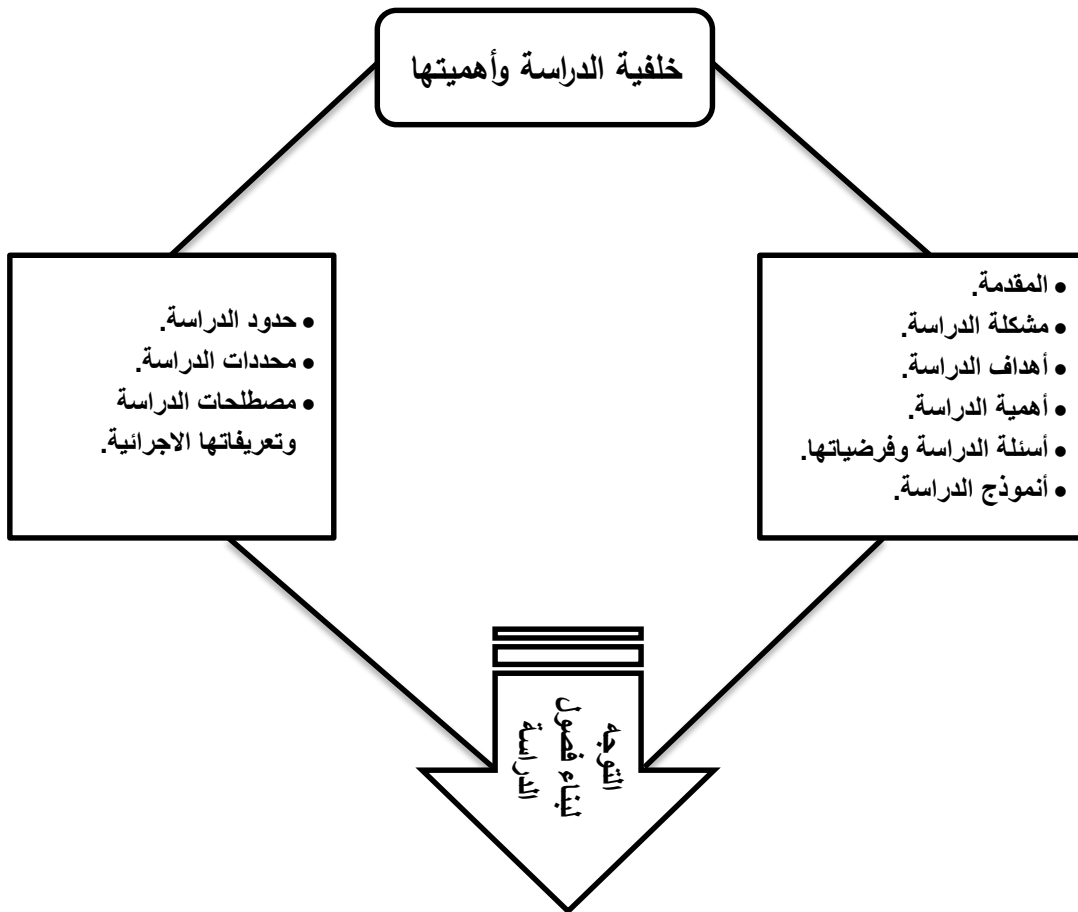 خلفية الدراسة وأهميتها
• المقدمة.
• مشكلة الدراسة.
• أهداف الدراسة.
• أهمية الدراسة.
• أسئلة الدراسة وفرضياتها.
• أنموذج الدراسة.
• حدود الدراسة.
• محددات الدراسة.
• مصطلحات الدراسة
وتعريفاتها الاجرائية.
التوجه
لبناء فصول
الدراسة